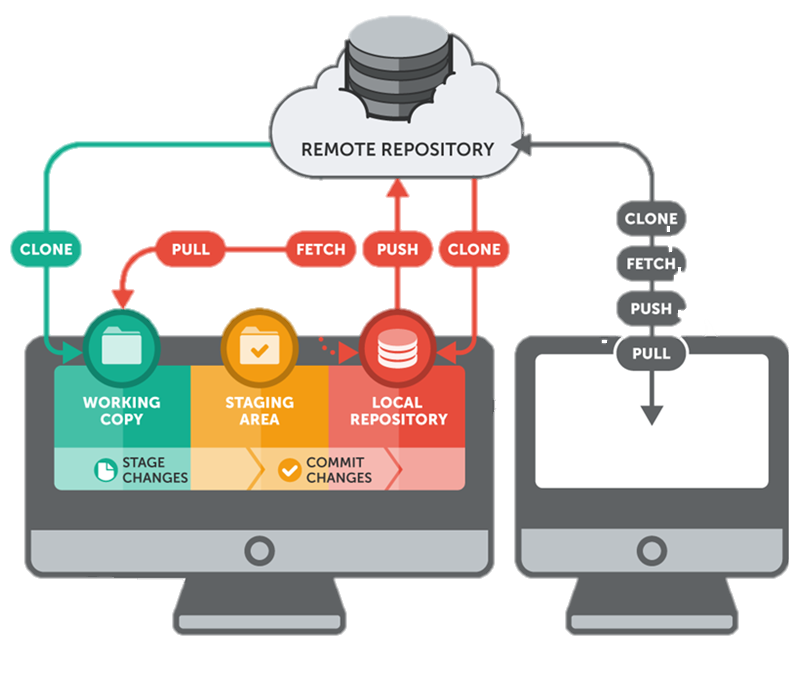 REMOTE REPOSITORY
CLONE
PULL
FETCH
PUSH
CLONE
CLONE
FETCH
PUSH
PULL
WORKING
COPY
STAGING
AREA
LOCAL
REPOSITORY
STAGE
CHANGES
COMMIT
CHANGES